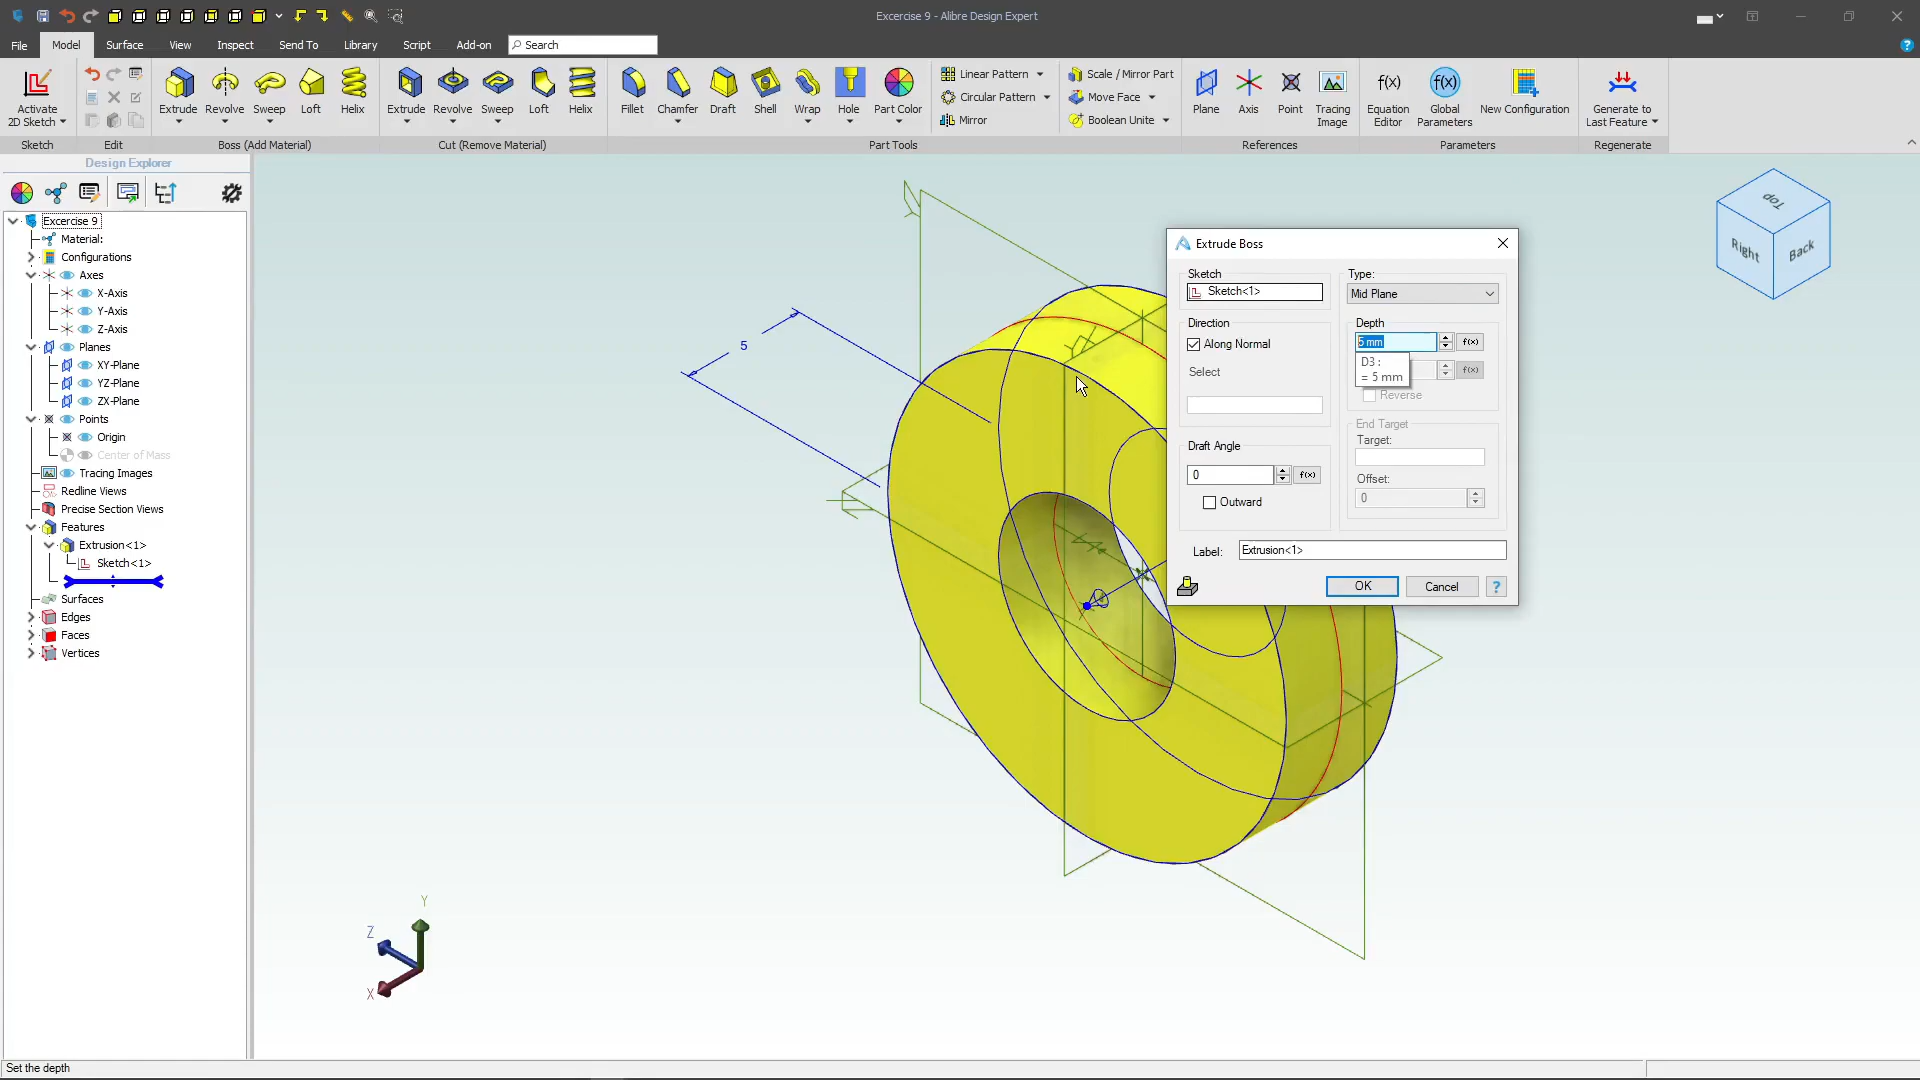 Excercise 9 - Alibre Design Expert
File
Model
Surface
View
Inspect
Send To
Library
Script
Add-on
Search
Activate
2D Sketch
Extrude
Revolve
Sweep
Loft
Helix
Extrude
Revolve
Sweep
Loft
Helix
Fillet
Chamfer
Draft
Shell
Wrap
Hole
Part Color
Linear Pattern
Circular Pattern
Mirror
Scale / Mirror Part
Move Face
Boolean Unite
Plane
Axis
Point
Tracing
Image
f(x)
Equation
Editor
f(x)
Global
Parameters
New Configuration
Generate to
Last Feature
Sketch
Edit
Boss (Add Material)
Cut (Remove Material)
Part Tools
References
Parameters
Regenerate
Design Explorer
Excercise 9
Material:
Configurations
Axes
X-Axis
Y-Axis
Z-Axis
Planes
XY-Plane
YZ-Plane
ZX-Plane
Points
Origin
Center of Mass
Tracing Images
Redline Views
Precise Section Views
Features
Extrusion<1>
Sketch<1>
Surfaces
Edges
Faces
Vertices
5
Top
Right
Back
Extrude Boss
Sketch
Sketch<1>
Direction
Along Normal
Select
Draft Angle
0
f(x)
Outward
Type:
Mid Plane
Depth
5 mm
f(x)
D3 :
= 5 mm
f(x)
Reverse
End Target
Target:
Offset:
0
Label:
Extrusion<1>
OK
Cancel
?
Y
Z
X
Set the depth